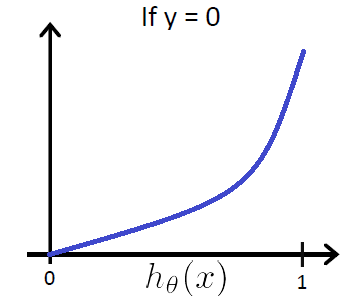 If y = 0
0
hθ(x)
1